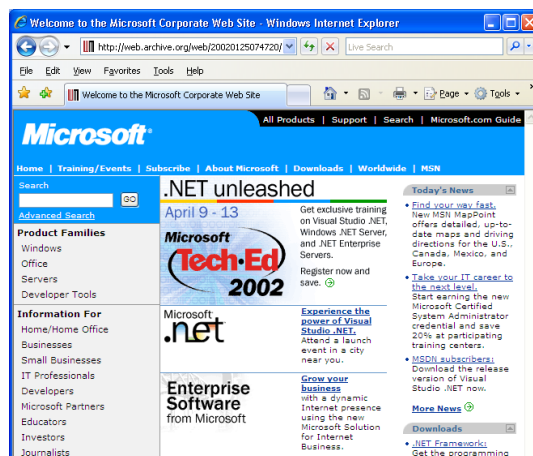 Welcome to the Microsoft Corporate Web Site - Windows Internet Explorer
http://web.archive.org/web/20020125074720/
Live Search
File Edit View Favorites Tools Help
Welcome to the Microsoft Corporate Web Site
Page Tools
All Products | Support | Search | Microsoft.com Guide
Microsoft
Home | Training/Events | Subscribe | About Microsoft | Downloads | Worldwide | MSN
Search
GO
Advanced Search
Product Families
Windows
Office
Servers
Developer Tools
Information For
Home/Home Office
Businesses
Small Businesses
IT Professionals
Developers
Microsoft Partners
Educators
Investors
Journalists
.NET unleashed
April 9 - 13
Microsoft
Tech·Ed
2002
Get exclusive training
on Visual Studio .NET,
Windows .NET Server,
and .NET Enterprise
Servers.
Register now and
save.
Microsoft
.net
Experience the
power of Visual
Studio .NET.
Attend a launch
event in a city
near you.
Enterprise
Software
from Microsoft
Grow your
business
with a dynamic
Internet presence
using the new
Microsoft Solution
for Internet
Business.
Today's News
Find your way fast.
New MSN MapPoint
offers detailed, up-to-
date maps and driving
directions for the U.S.,
Canada, Mexico, and
Europe.
Take your IT career to
the next level.
Start earning the new
Microsoft Certified
System Administrator
credential and save
20% at participating
training centers.
MSDN subscribers:
Download the release
version of Visual
Studio .NET now.
More News
Downloads
.NET Framework:
Get the programming